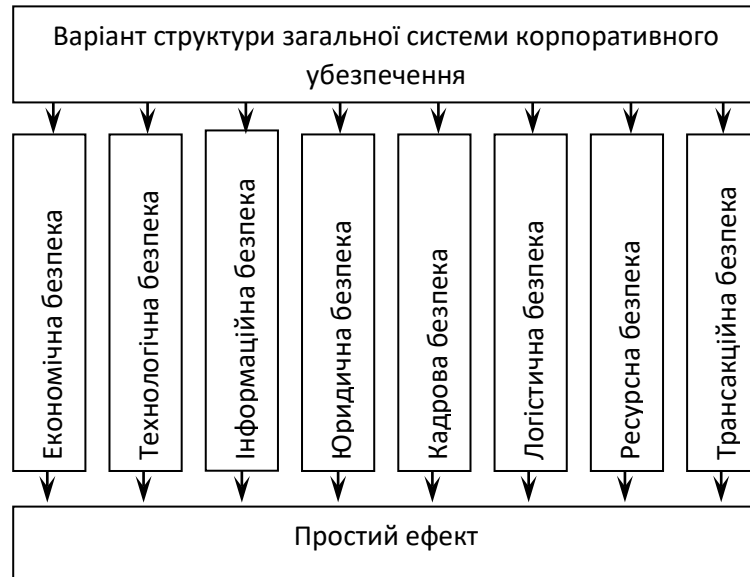 Варіант структури загальної системи корпоративного
убезпечення
Економічна безпека
Технологічна безпека
Інформаційна безпека
Юридична безпека
Кадрова безпека
Логістична безпека
Ресурсна безпека
Трансакційна безпека
Простий ефект